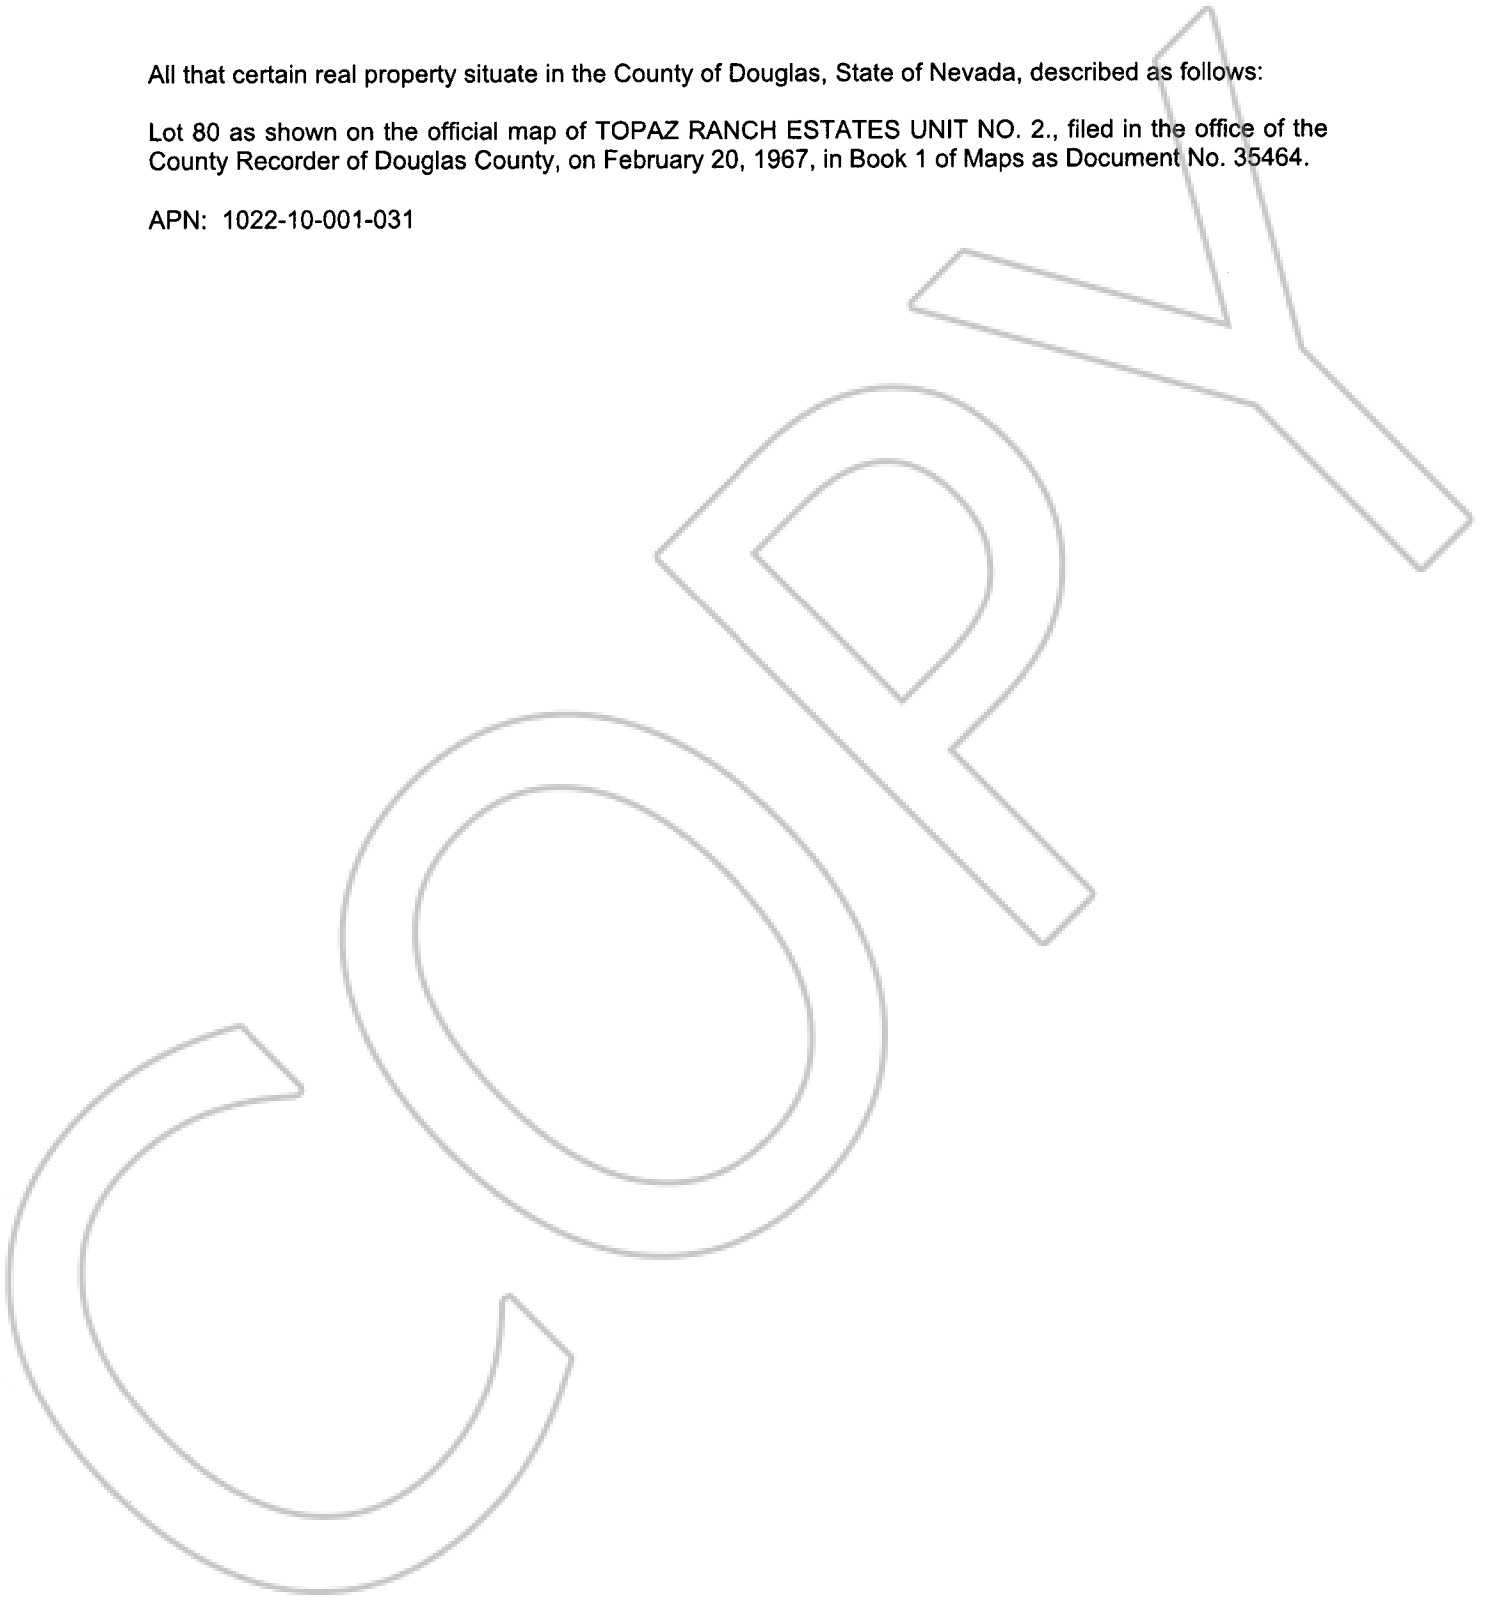 All that certain real property situate in the County of Douglas, State of Nevada, described as follows:
Lot 80 as shown on the official map of TOPAZ RANCH ESTATES UNIT NO. 2., filed in the office of the
County Recorder of Douglas County, on February 20, 1967, in Book 1 of Maps as Document No. 35464.
APN:  1022-10-001-031
COPY